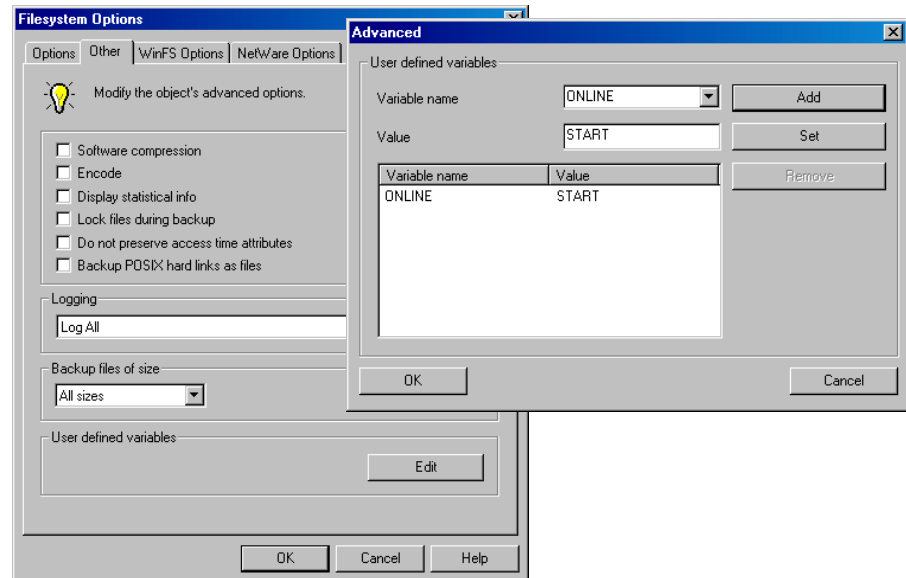 Filesystem Options
Options
Other
WinFS Options
NetWare Options
Modify the object's advanced options.
Software compression
Encode
Display statistical info
Lock files during backup
Do not preserve access time attributes
Backup POSIX hard links as files
Logging
Log All
Backup files of size
All sizes
User defined variables
Edit
OK
Cancel
Help
Advanced
User defined variables
Variable name
ONLINE
Add
Value
START
Set
Variable name
Value
Remove
ONLINE
START
OK
Cancel